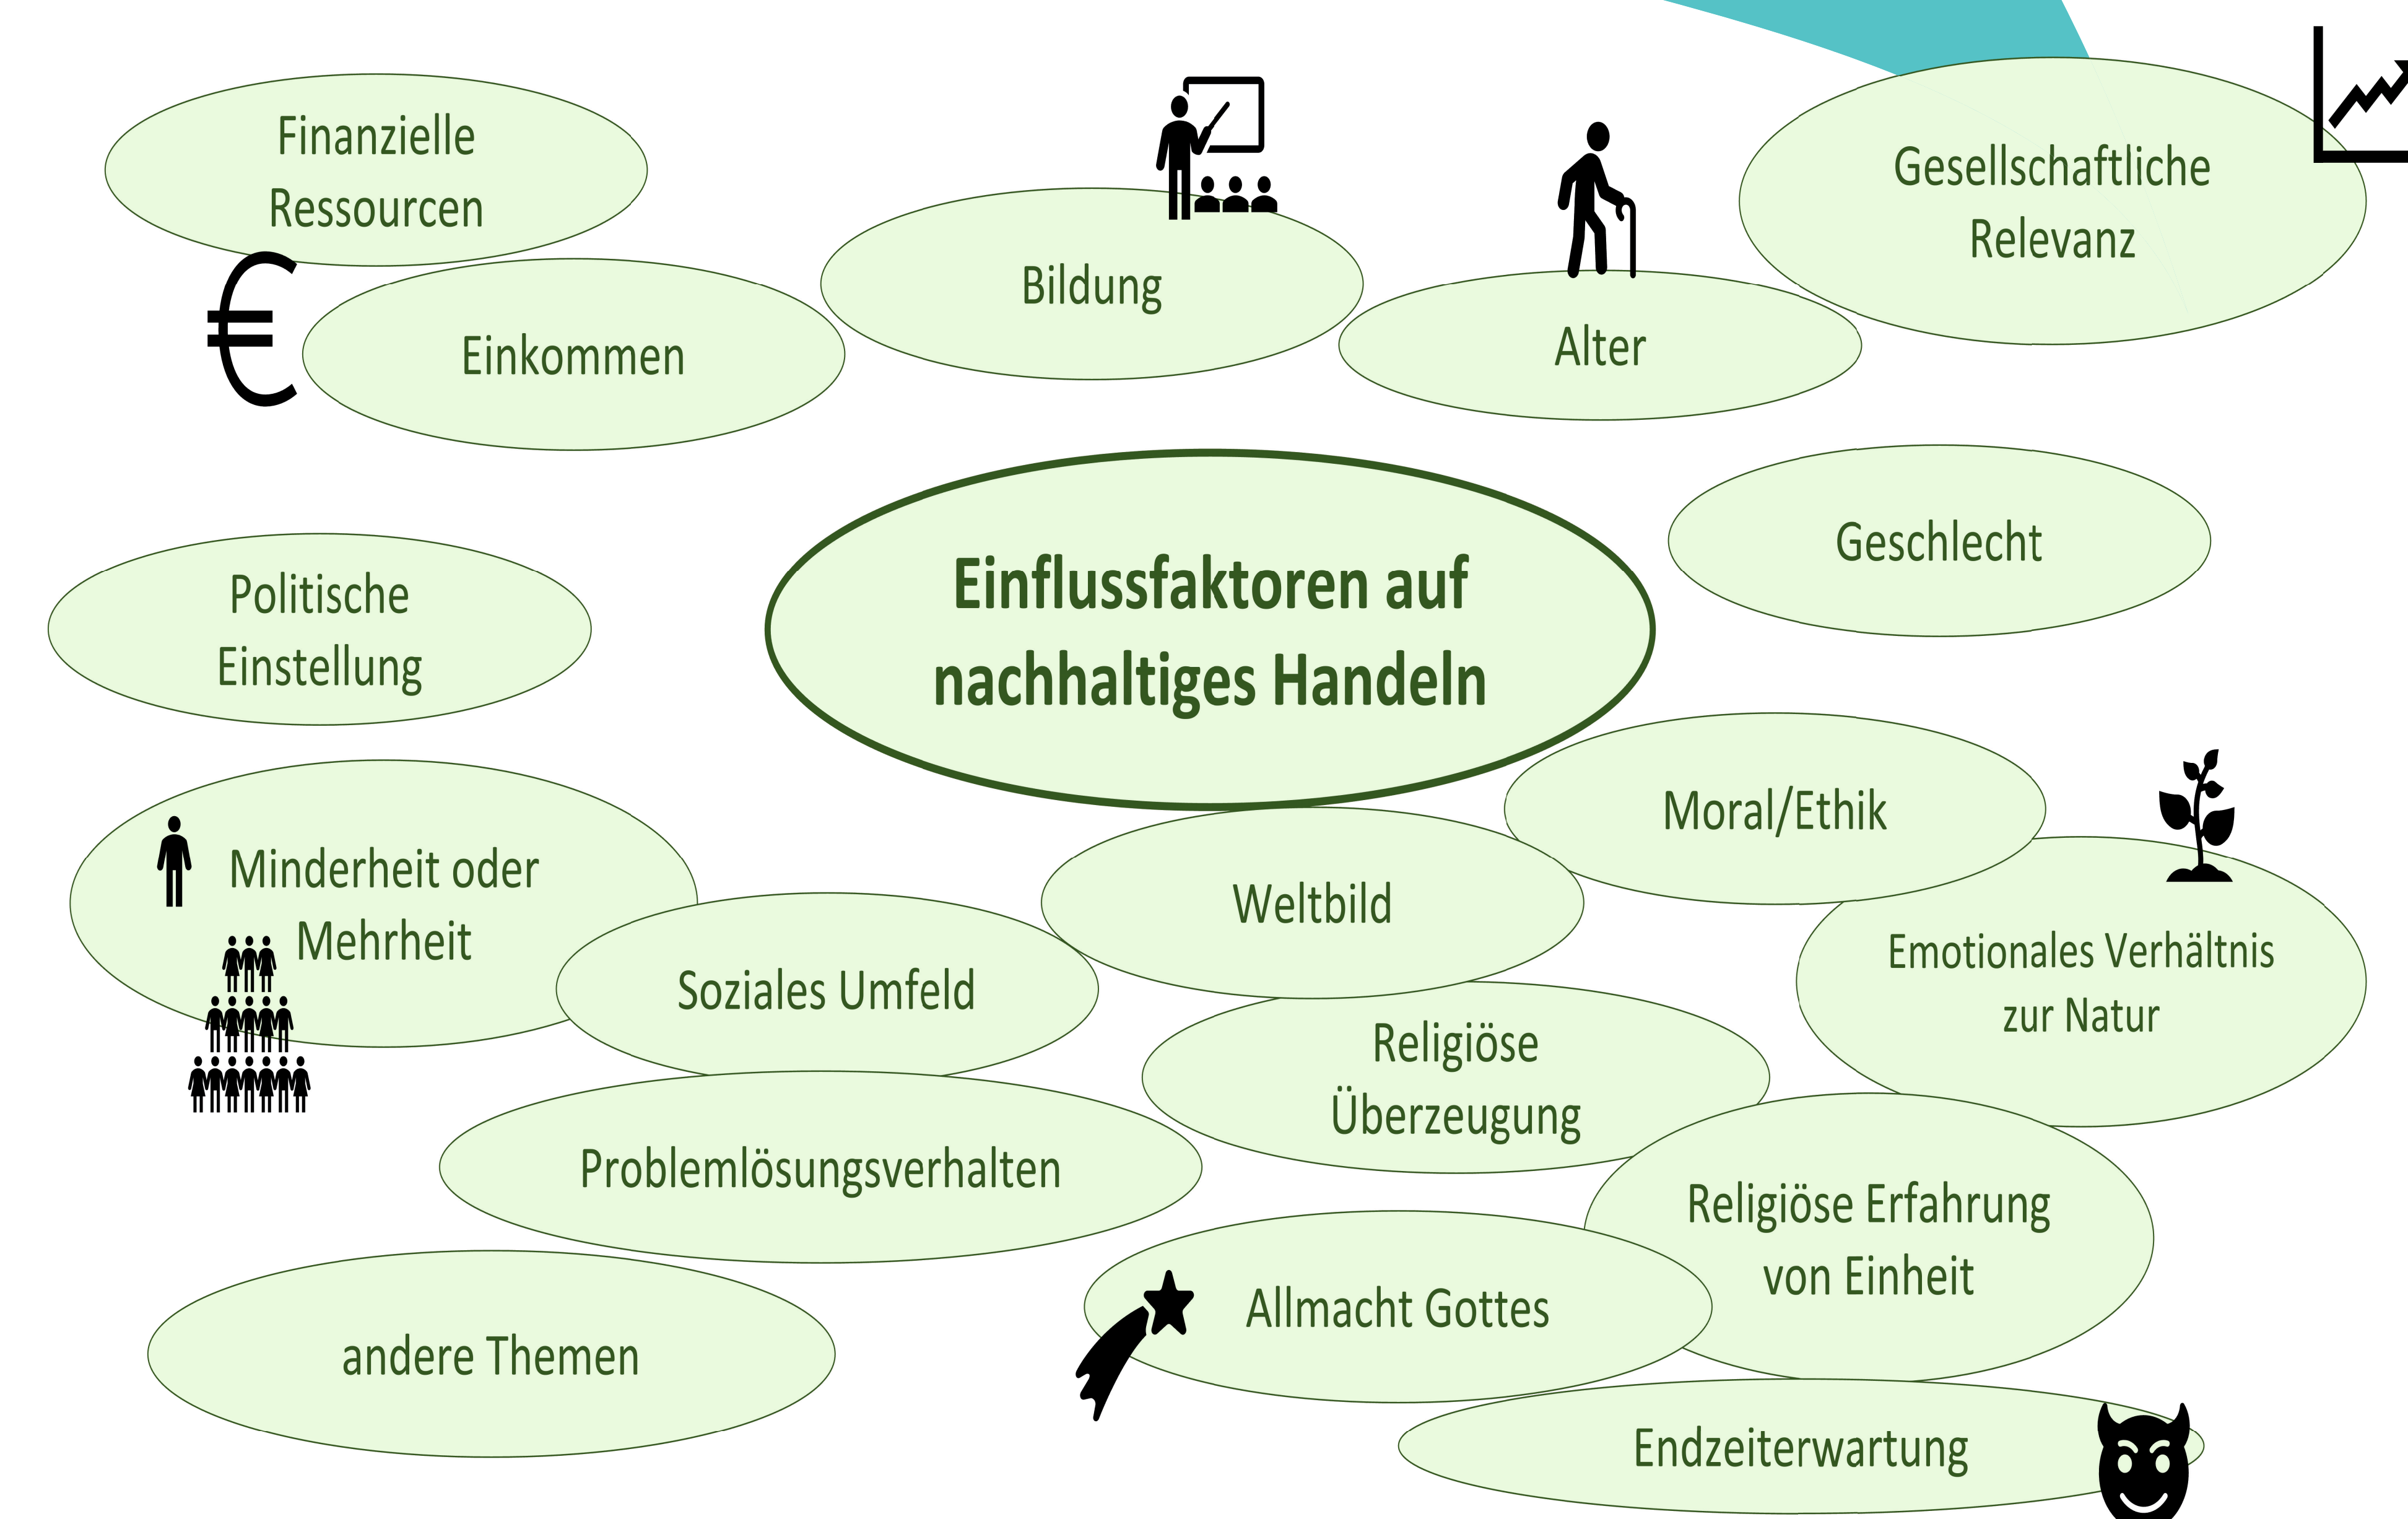 Finanzielle
Ressourcen
Einkommen
Bildung
Alter
Gesellschaftliche
Relevanz
Einflussfaktoren auf
nachhaltiges Handeln
Geschlecht
Politische
Einstellung
Moral/Ethik
Minderheit oder
Mehrheit
Weltbild
Soziales Umfeld
Emotionales Verhältnis
zur Natur
Religiöse
Überzeugung
Problemlösungsverhalten
Religiöse Erfahrung
von Einheit
Allmacht Gottes
andere Themen
Endzeiterwartung